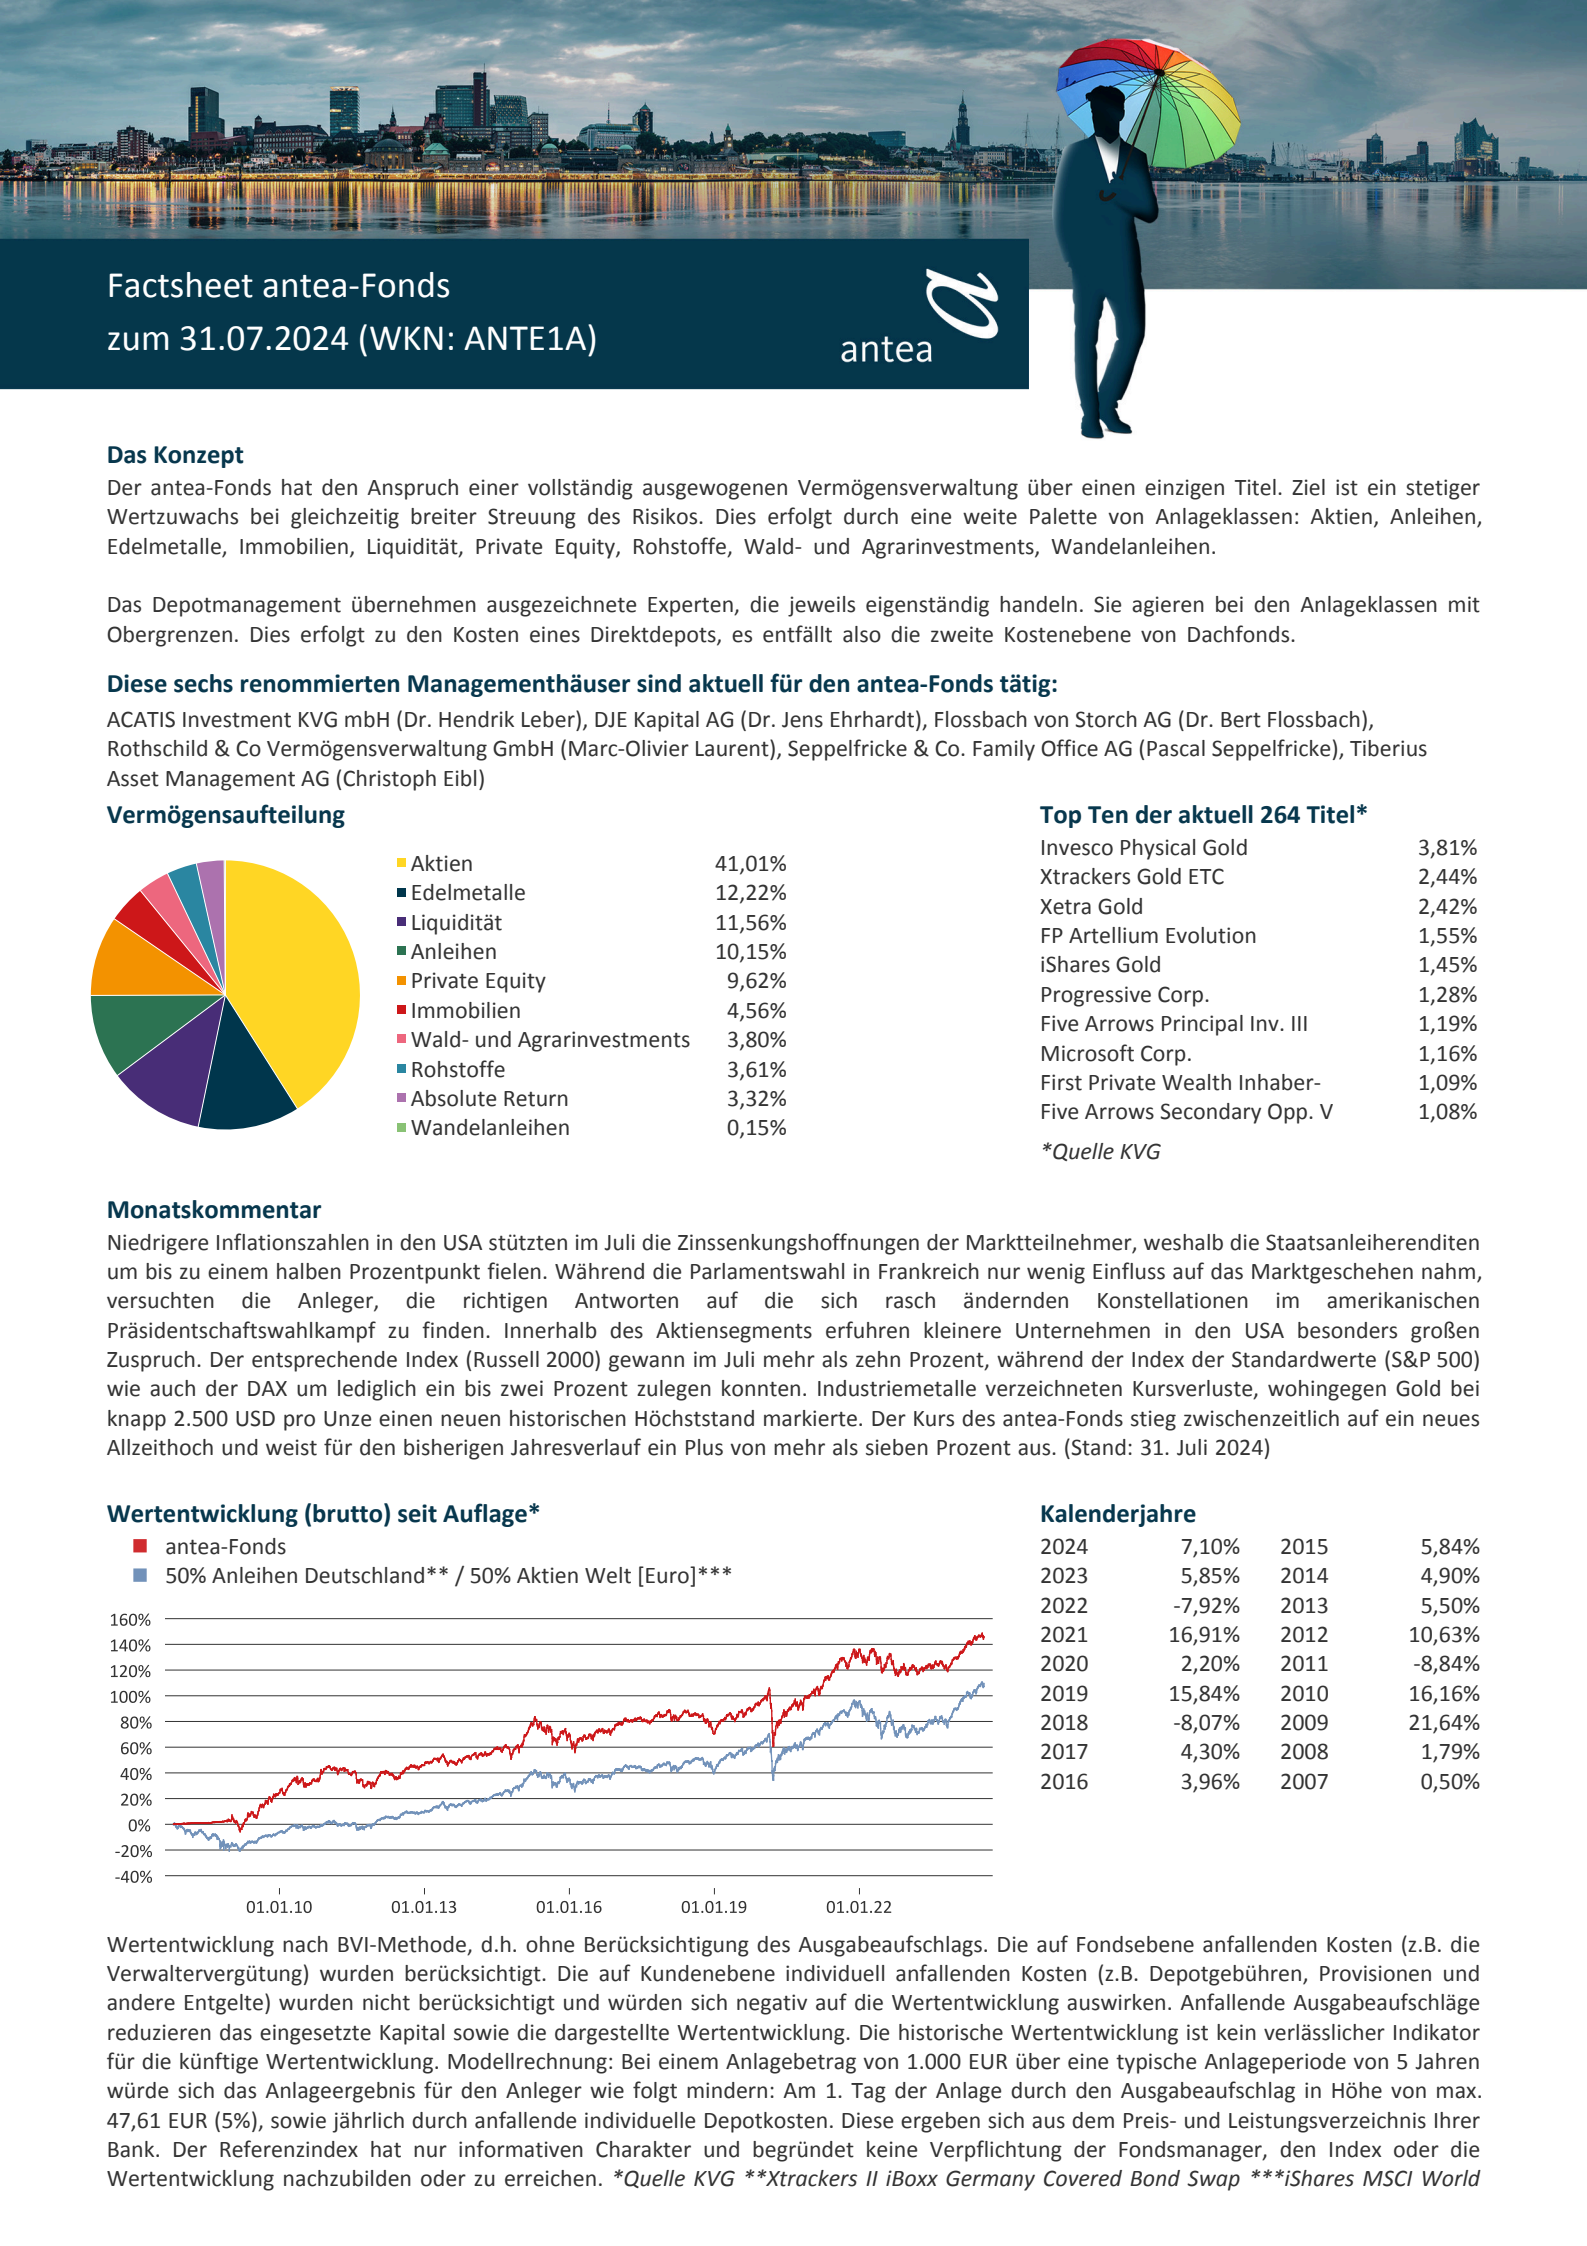 Factsheet antea-Fonds
zum 31.07.2024 (WKN: ANTE1A)
antea
Das Konzept
Der antea-Fonds hat den Anspruch einer vollständig ausgewogenen Vermögensverwaltung über einen einzigen Titel. Ziel ist ein stetiger
Wertzuwachs bei gleichzeitig breiter Streuung des Risikos. Dies erfolgt durch eine weite Palette von Anlageklassen: Aktien, Anleihen,
Edelmetalle, Immobilien, Liquidität, Private Equity, Rohstoffe, Wald- und Agrarinvestments, Wandelanleihen.
Das Depotmanagement übernehmen ausgezeichnete Experten, die jeweils eigenständig handeln. Sie agieren bei den Anlageklassen mit
Obergrenzen. Dies erfolgt zu den Kosten eines Direktdepots, es entfällt also die zweite Kostenebene von Dachfonds.
Diese sechs renommierten Managementhäuser sind aktuell für den antea-Fonds tätig:
ACATIS Investment KVG mbH (Dr. Hendrik Leber), DJE Kapital AG (Dr. Jens Ehrhardt), Flossbach von Storch AG (Dr. Bert Flossbach),
Rothschild & Co Vermögensverwaltung GmbH (Marc-Olivier Laurent), Seppelfricke & Co. Family Office AG (Pascal Seppelfricke), Tiberius
Asset Management AG (Christoph Eibl)
Vermögensaufteilung
Aktien 41,01%
Edelmetalle 12,22%
Liquidität 11,56%
Anleihen 10,15%
Private Equity 9,62%
Immobilien 4,56%
Wald- und Agrarinvestments 3,80%
Rohstoffe 3,61%
Absolute Return 3,32%
Wandelanleihen 0,15%
Top Ten der aktuell 264 Titel*
Invesco Physical Gold 3,81%
Xtrackers Gold ETC 2,44%
Xetra Gold 2,42%
FP Artellium Evolution 1,55%
iShares Gold 1,45%
Progressive Corp. 1,28%
Five Arrows Principal Inv. III 1,19%
Microsoft Corp. 1,16%
First Private Wealth Inhaber- 1,09%
Five Arrows Secondary Opp. V 1,08%
*Quelle KVG
Monatskommentar
Niedrigere Inflationszahlen in den USA stützten im Juli die Zinssenkungshoffnungen der Marktteilnehmer, weshalb die Staatsanleiherenditen
um bis zu einem halben Prozentpunkt fielen. Während die Parlamentswahl in Frankreich nur wenig Einfluss auf das Marktgeschehen nahm,
versuchten die Anleger, die richtigen Antworten auf die sich rasch ändernden Konstellationen im amerikanischen
Präsidentschaftswahlkampf zu finden. Innerhalb des Aktiensegments erfuhren kleinere Unternehmen in den USA besonders großen
Zuspruch. Der entsprechende Index (Russell 2000) gewann im Juli mehr als zehn Prozent, während der Index der Standardwerte (S&P 500)
wie auch der DAX um lediglich ein bis zwei Prozent zulegen konnten. Industriemetalle verzeichneten Kursverluste, wohingegen Gold bei
knapp 2.500 USD pro Unze einen neuen historischen Höchststand markierte. Der Kurs des antea-Fonds stieg zwischenzeitlich auf ein neues
Allzeithoch und weist für den bisherigen Jahresverlauf ein Plus von mehr als sieben Prozent aus. (Stand: 31. Juli 2024)
Wertentwicklung (brutto) seit Auflage*
antea-Fonds
50% Anleihen Deutschland** / 50% Aktien Welt [Euro]***
160%
140%
120%
100%
80%
60%
40%
20%
0%
-20%
-40%
01.01.10 01.01.13 01.01.16 01.01.19 01.01.22
Kalenderjahre
2024 7,10% 2015 5,84%
2023 5,85% 2014 4,90%
2022 -7,92% 2013 5,50%
2021 16,91% 2012 10,63%
2020 2,20% 2011 -8,84%
2019 15,84% 2010 16,16%
2018 -8,07% 2009 21,64%
2017 4,30% 2008 1,79%
2016 3,96% 2007 0,50%
Wertentwicklung nach BVI-Methode, d.h. ohne Berücksichtigung des Ausgabeaufschlags. Die auf Fondsebene anfallenden Kosten (z.B. die
Verwaltervergütung) wurden berücksichtigt. Die auf Kundenebene individuell anfallenden Kosten (z.B. Depotgebühren, Provisionen und
andere Entgelte) wurden nicht berücksichtigt und würden sich negativ auf die Wertentwicklung auswirken. Anfallende Ausgabeaufschläge
reduzieren das eingesetzte Kapital sowie die dargestellte Wertentwicklung. Die historische Wertentwicklung ist kein verlässlicher Indikator
für die künftige Wertentwicklung. Modellrechnung: Bei einem Anlagebetrag von 1.000 EUR über eine typische Anlageperiode von 5 Jahren
würde sich das Anlageergebnis für den Anleger wie folgt mindern: Am 1. Tag der Anlage durch den Ausgabeaufschlag in Höhe von max.
47,61 EUR (5%), sowie jährlich durch anfallende individuelle Depotkosten. Diese ergeben sich aus dem Preis- und Leistungsverzeichnis Ihrer
Bank. Der Referenzindex hat nur informativen Charakter und begründet keine Verpflichtung der Fondsmanager, den Index oder die
Wertentwicklung nachzubilden oder zu erreichen. *Quelle KVG **Xtrackers II iBoxx Germany Covered Bond Swap ***iShares MSCI World